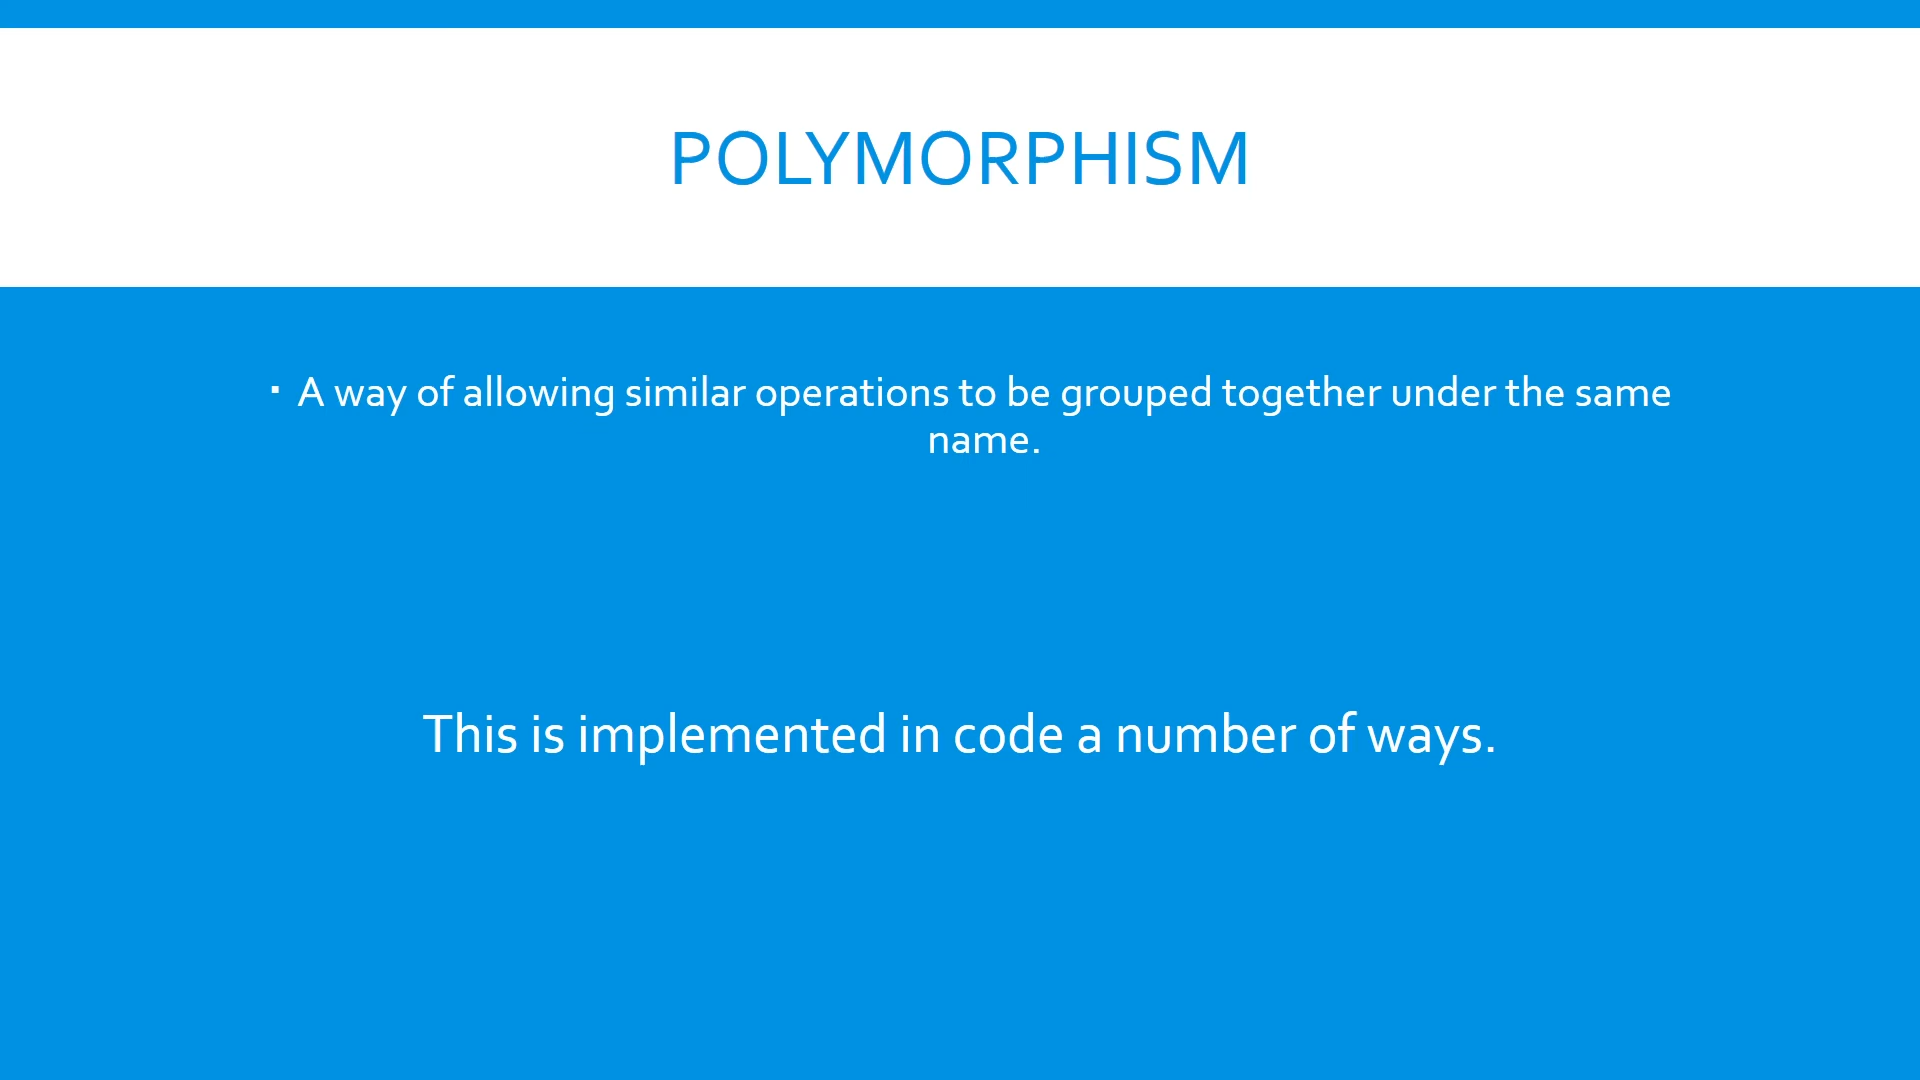 POLYMORPHISM
▪ A way of allowing similar operations to be grouped together under the same
name.
This is implemented in code a number of ways.